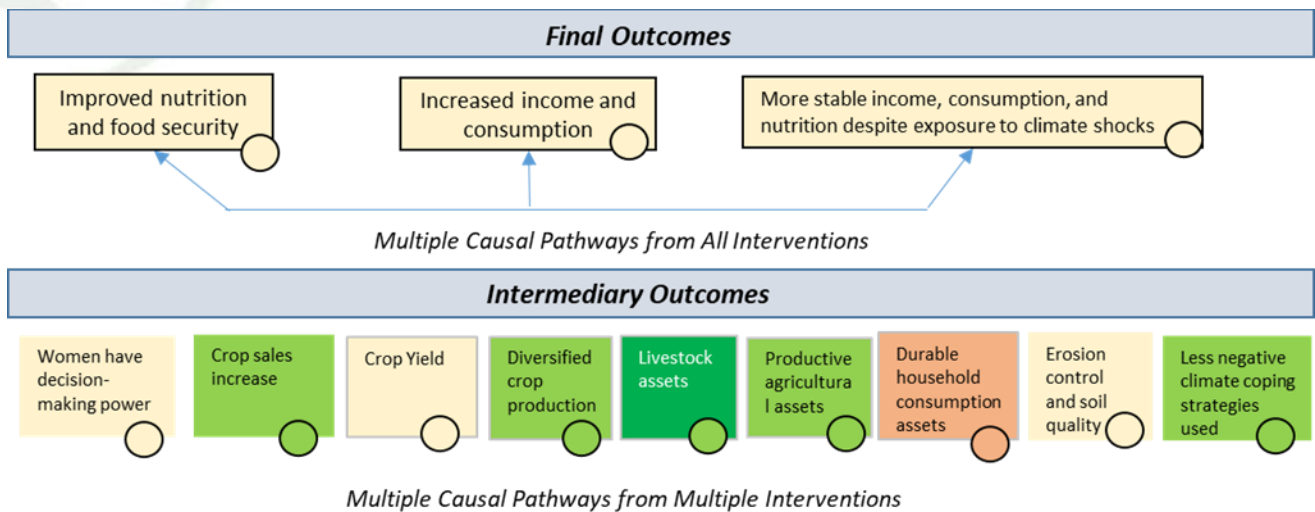 Final Outcomes
Improved nutrition
and food security
Increased income and
consumption
More stable income, consumption, and
nutrition despite exposure to climate shocks
Multiple Causal Pathways from All Interventions
Intermediary Outcomes
Women have
decision-
making power
Crop sales
increase
Crop Yield
Diversified
crop
production
Livestock
assets
Productive
agricultura
l assets
Durable
household
consumption
assets
Erosion
control
and soil
quality
Less negative
climate coping
strategies
used
Multiple Causal Pathways from Multiple Interventions